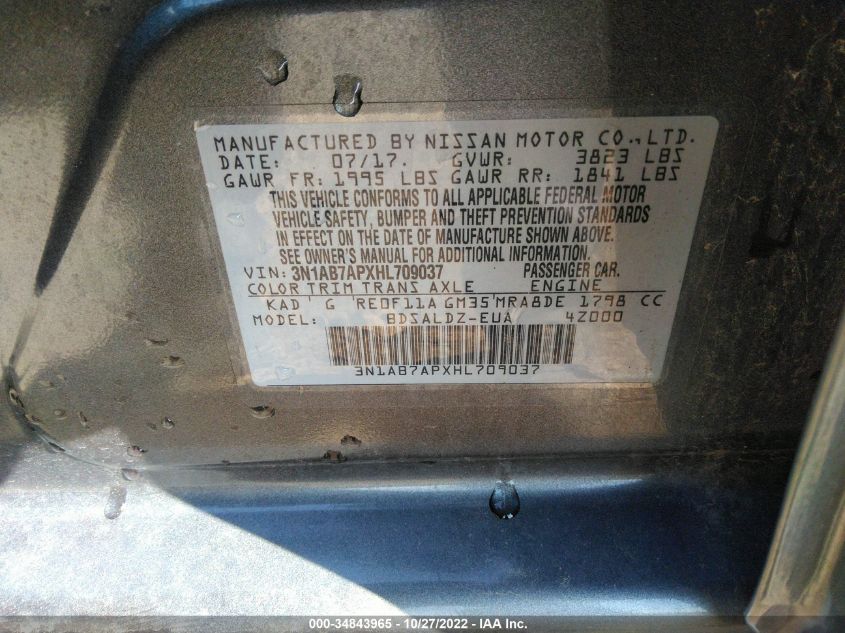 MANUFACTURED BY NISSAN MOTOR CO., LTD.
DATE: 07/17. GVWR: 3823 LBS
GAWR FR: 1995 LBS GAWR RR: 1841 LBS
THIS VEHICLE CONFORMS TO ALL APPLICABLE FEDERAL MOTOR
VEHICLE SAFETY, BUMPER AND THEFT PREVENTION STANDARDS
IN EFFECT ON THE DATE OF MANUFACTURE SHOWN ABOVE.
SEE OWNER'S MANUAL FOR ADDITIONAL INFORMATION.
VIN: 3N1AB7APXHL709037 PASSENGER CAR.
COLOR TRIM TRANS AXLE ENGINE
KAD G RE0F11A GM35 MRA8DE 1798 CC
MODEL: BDSALDZ-EUA 4Z000
3N1AB7APXHL709037
000-34843965 - 10/27/2022 - IAA Inc.